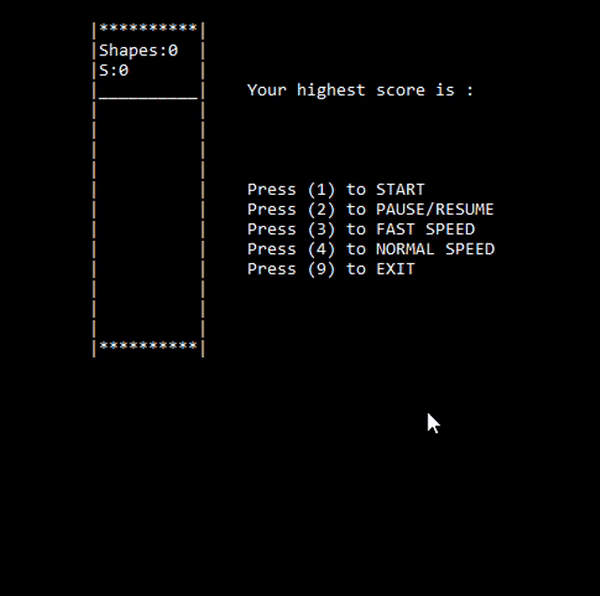 |**********|
|Shapes:0 |
|S:0 |
|__________|
Your highest score is :
Press (1) to START
Press (2) to PAUSE/RESUME
Press (3) to FAST SPEED
Press (4) to NORMAL SPEED
Press (9) to EXIT
|**********|